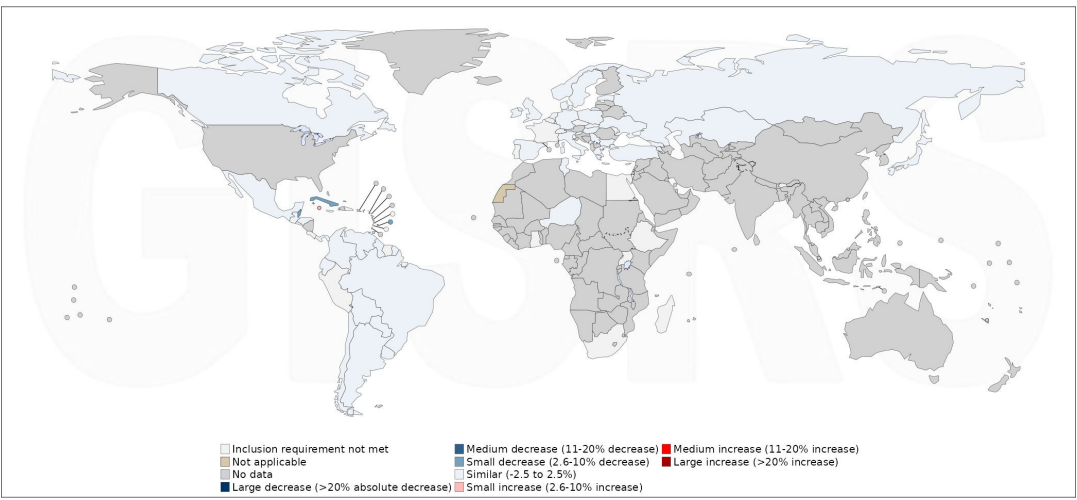 GISRS
Inclusion requirement not met
Not applicable
No data
Large decrease (>20% absolute decrease)
Medium decrease (11-20% decrease)
Small decrease (2.6-10% decrease)
Similar (-2.5 to 2.5%)
Small increase (2.6-10% increase)
Medium increase (11-20% increase)
Large increase (>20% increase)